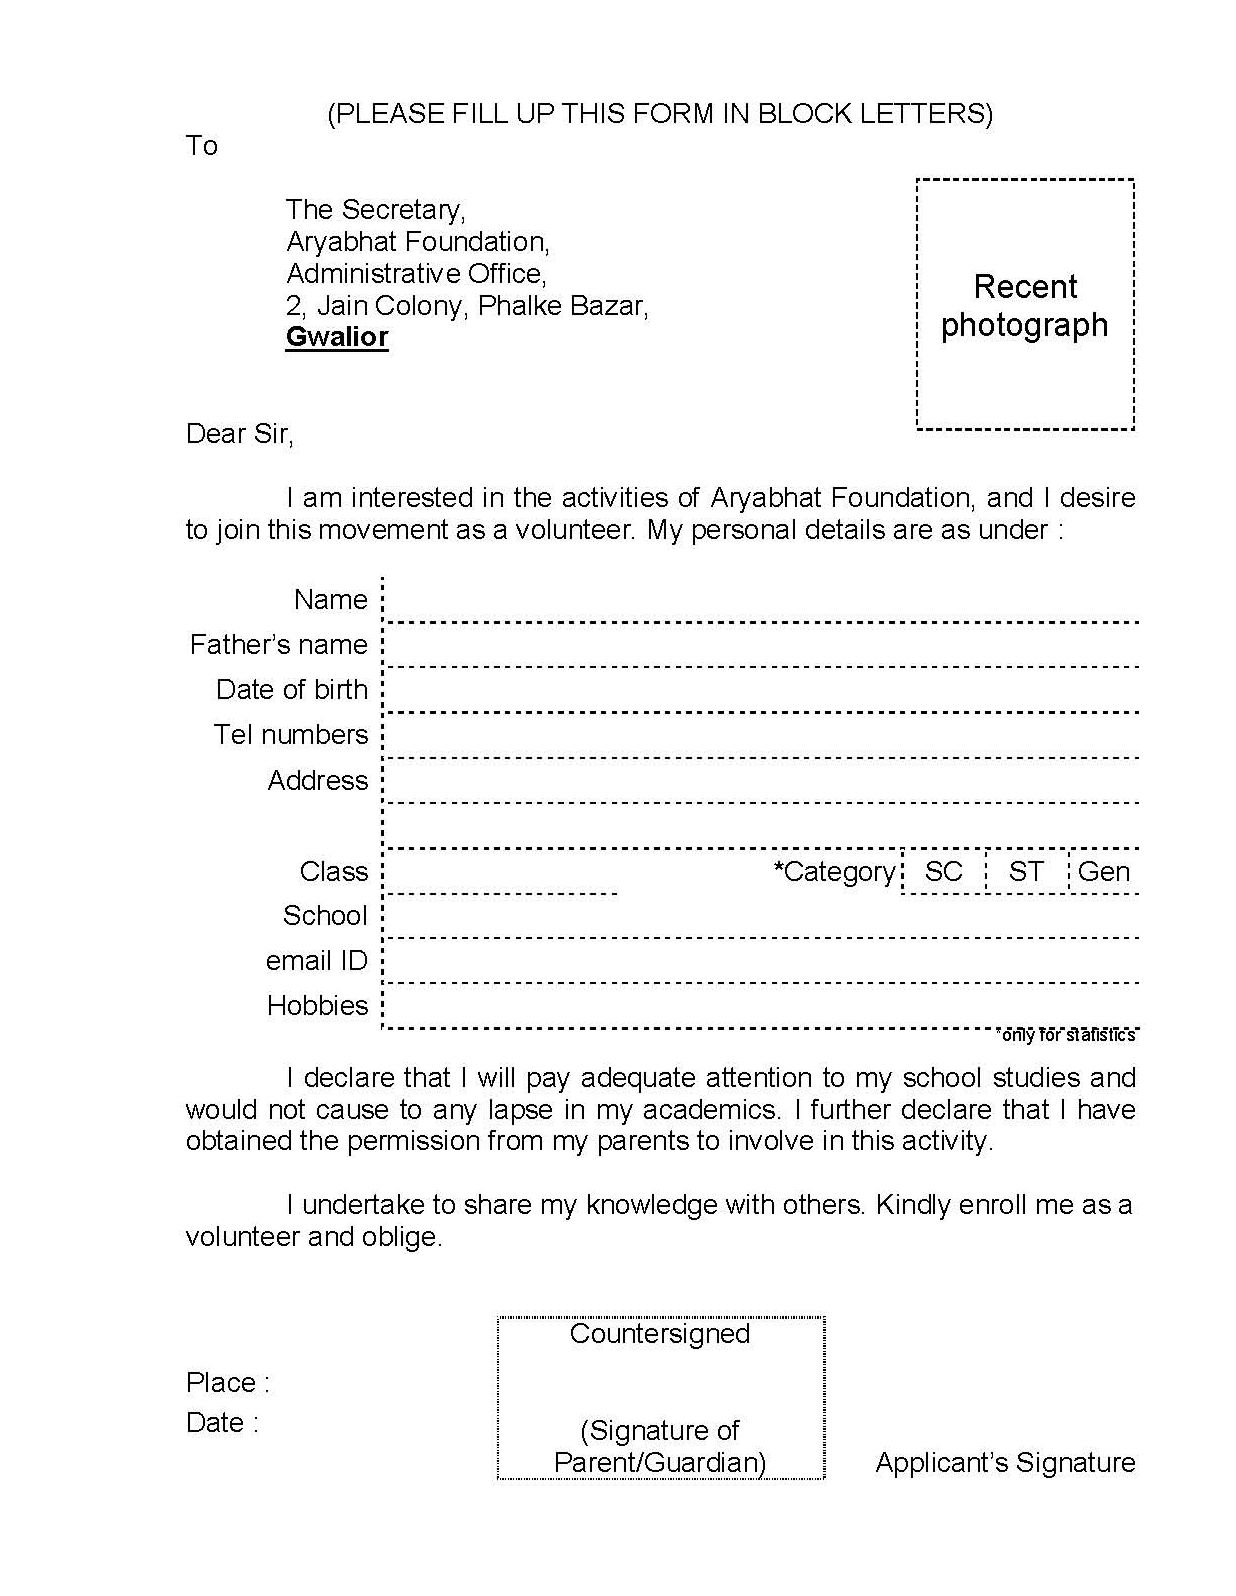 (PLEASE FILL UP THIS FORM IN BLOCK LETTERS)
To
The Secretary,
Aryabhat Foundation,
Administrative Office,
2, Jain Colony, Phalke Bazar,
Gwalior
Recent
photograph
Dear Sir,
I am interested in the activities of Aryabhat Foundation, and I desire
to join this movement as a volunteer. My personal details are as under :
Name
Father's name
Date of birth
Tel numbers
Address
Class *Category SC ST Gen
School
email ID
Hobbies
*only for statistics
I declare that I will pay adequate attention to my school studies and
would not cause to any lapse in my academics. I further declare that I have
obtained the permission from my parents to involve in this activity.
I undertake to share my knowledge with others. Kindly enroll me as a
volunteer and oblige.
Countersigned
Place :
Date :
(Signature of
Parent/Guardian)
Applicant's Signature